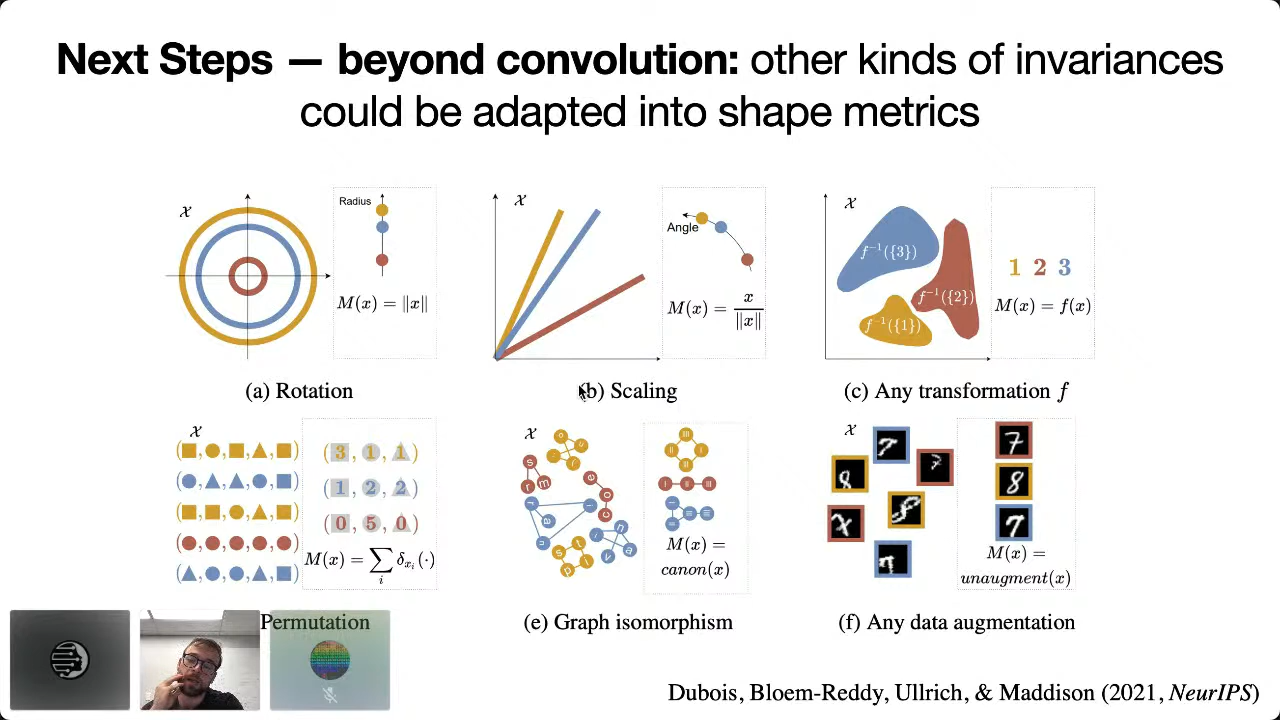 Next Steps — beyond convolution: other kinds of invariances
could be adapted into shape metrics
𝒳
Radius
M(x) = ‖x‖
(a) Rotation
𝒳
Angle
M(x) = x / ‖x‖
(b) Scaling
𝒳
f⁻¹({3})
f⁻¹({2})
f⁻¹({1})
1 2 3
M(x) = f(x)
(c) Any transformation f
𝒳
(■,●,■,▲,■)
(3, 1, 1)
(●,▲,▲,●,■)
(1, 2, 2)
(■,■,●,▲,■)
(0, 5, 0)
(●,●,●,●,●)
M(x) = ∑ᵢ δₓᵢ(·)
(▲,●,●,▲,■)
Permutation
𝒳
M(x) =
canon(x)
(e) Graph isomorphism
𝒳
7
8
7
M(x) =
unaugment(x)
(f) Any data augmentation
Dubois, Bloem-Reddy, Ullrich, & Maddison (2021, NeurIPS)